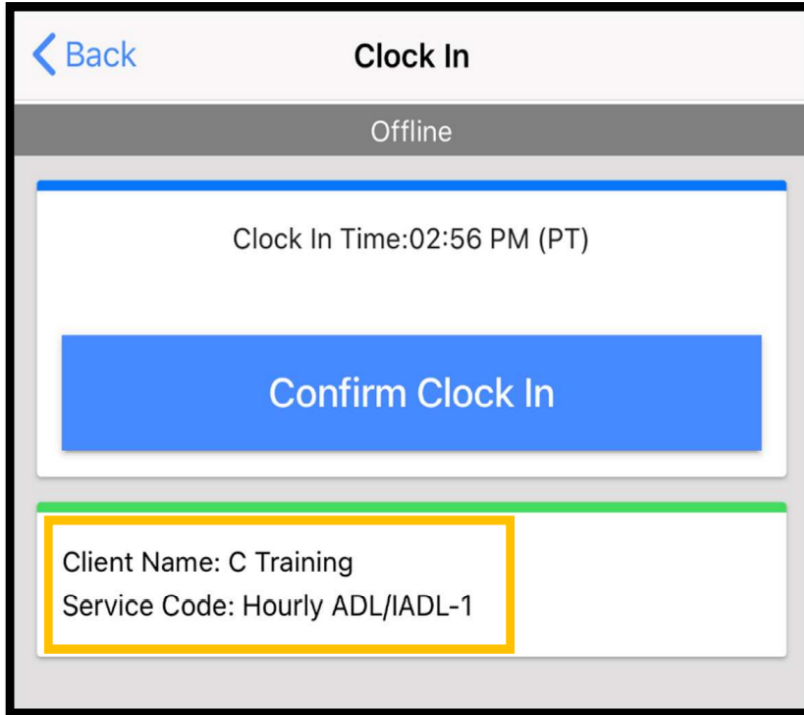 Back
Clock In
Offline
Clock In Time:02:56 PM (PT)
Confirm Clock In
Client Name: C Training
Service Code: Hourly ADL/IADL-1